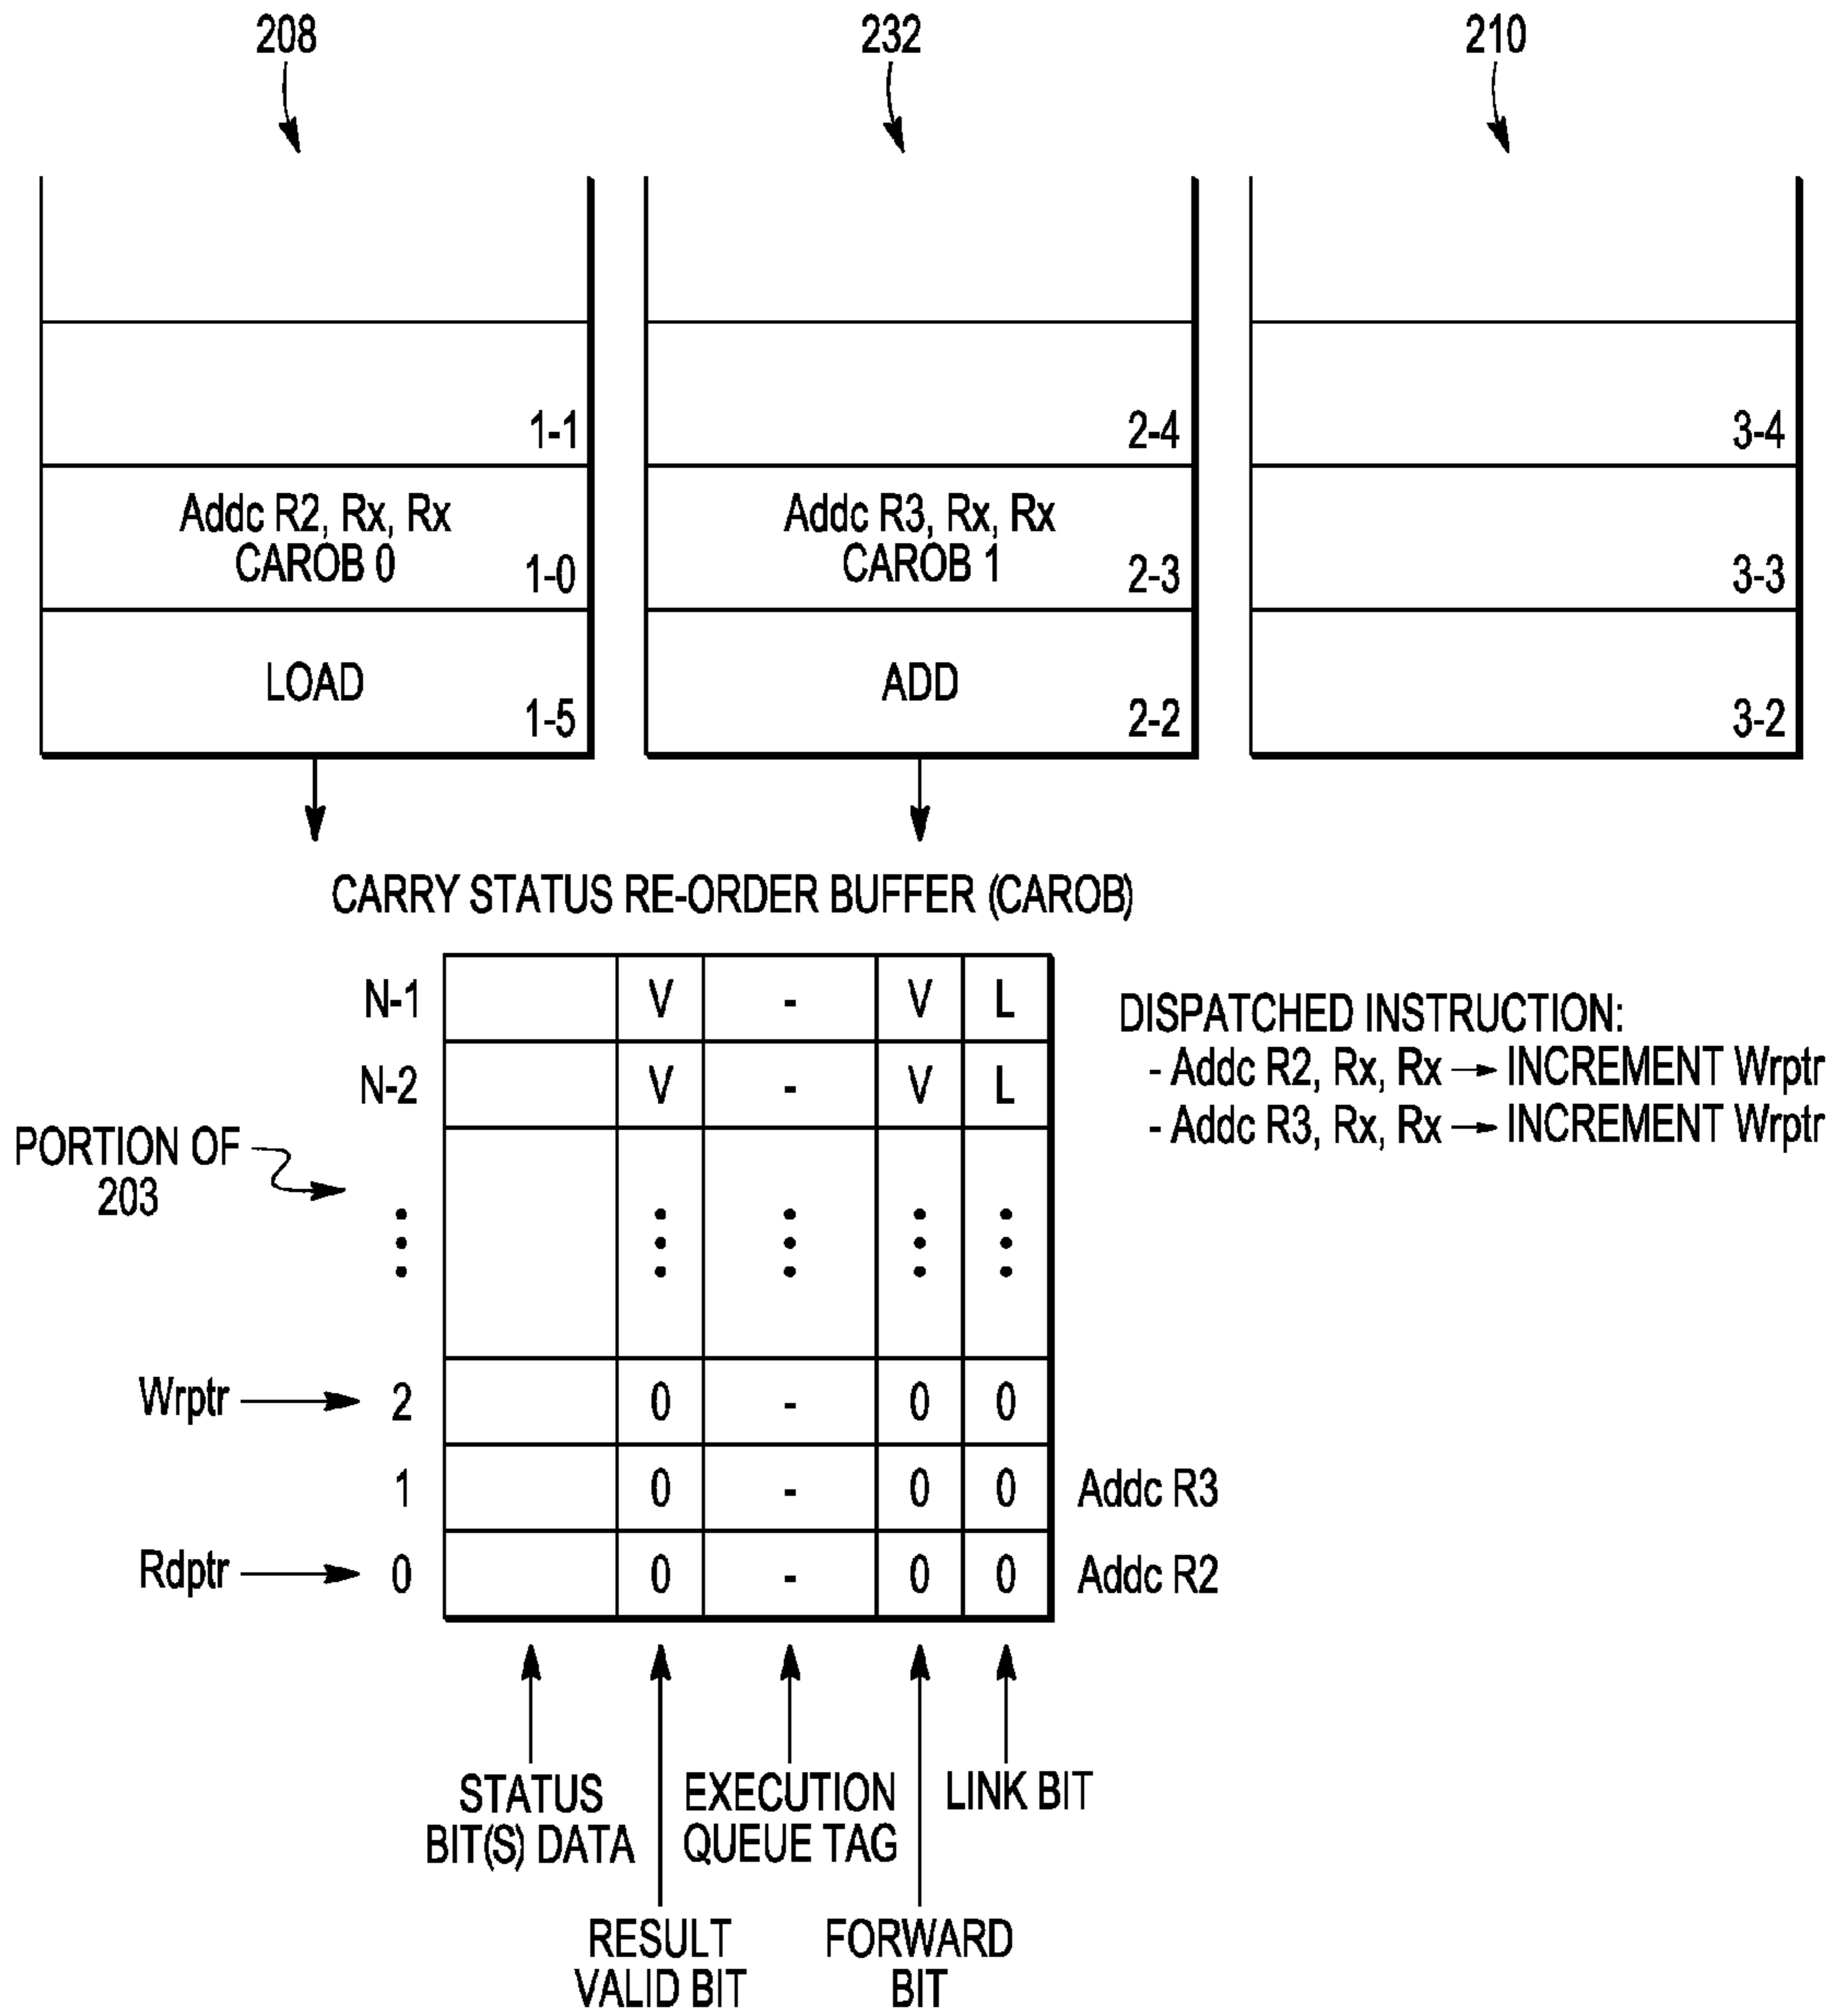 208
232
210
1-1
2-4
3-4
Addc R2, Rx, Rx
CAROB 0
1-0
Addc R3, Rx, Rx
CAROB 1
2-3
3-3
LOAD
1-5
ADD
2-2
3-2
CARRY STATUS RE-ORDER BUFFER (CAROB)
N-1 V - V L
N-2 V - V L
DISPATCHED INSTRUCTION:
- Addc R2, Rx, Rx → INCREMENT Wrptr
- Addc R3, Rx, Rx → INCREMENT Wrptr
PORTION OF
203
Wrptr 2 0 - 0 0
1 0 - 0 0 Addc R3
Rdptr 0 0 - 0 0 Addc R2
STATUS
BIT(S) DATA
EXECUTION
QUEUE TAG
LINK BIT
RESULT
VALID BIT
FORWARD
BIT